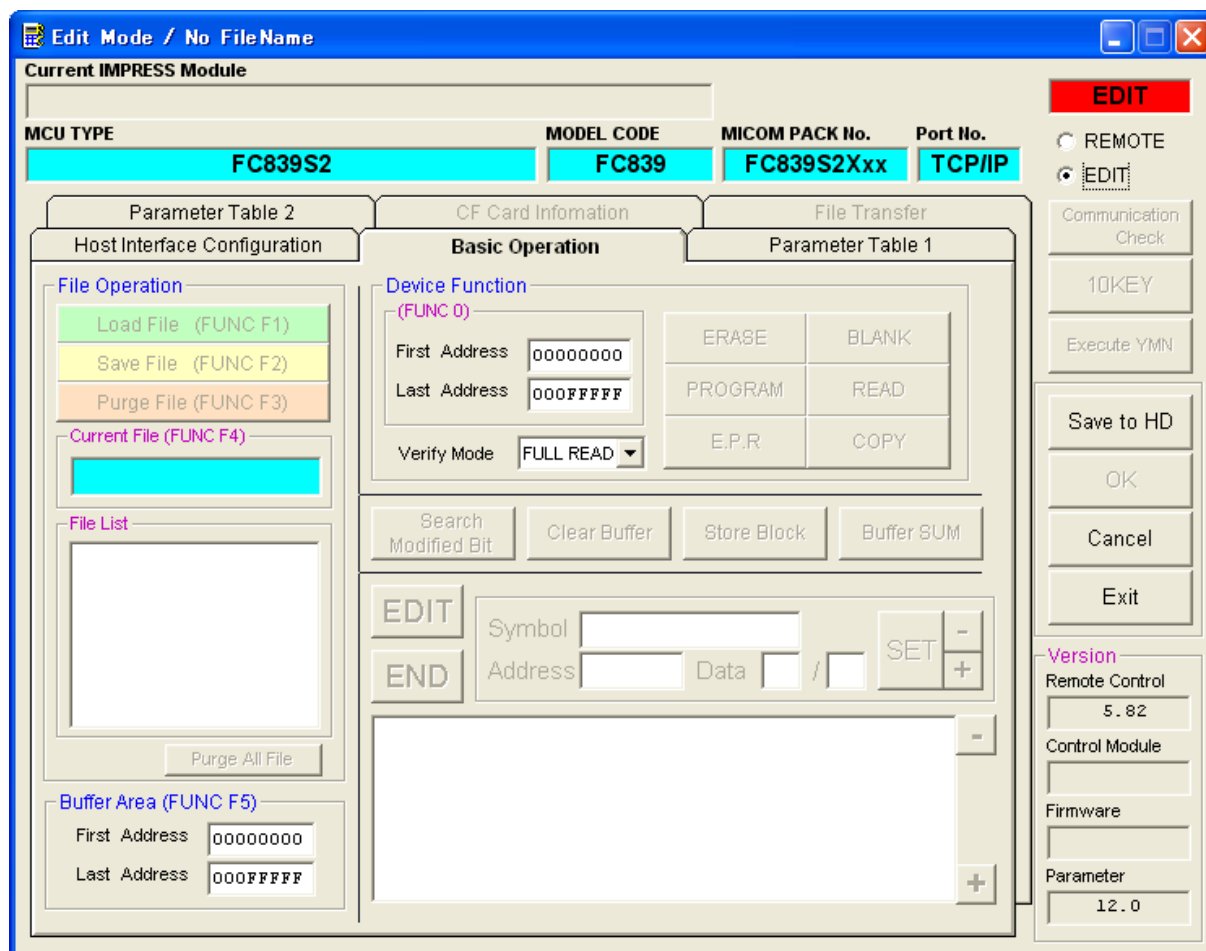 Edit Mode / No FileName
Current IMPRESS Module
EDIT
MCU TYPE
MODEL CODE
MICOM PACK No.
Port No.
FC839S2
FC839
FC839S2Xxx
TCP/IP
REMOTE
EDIT
Parameter Table 2
CF Card Infomation
File Transfer
Host Interface Configuration
Basic Operation
Parameter Table 1
Communication
Check
10KEY
Execute YMN
File Operation
Load File (FUNC F1)
Save File (FUNC F2)
Purge File (FUNC F3)
Current File (FUNC F4)
File List
Purge All File
Buffer Area (FUNC F5)
First Address
00000000
Last Address
000FFFFF
Device Function
(FUNC 0)
First Address
00000000
Last Address
000FFFFF
Verify Mode
FULL READ
ERASE
BLANK
PROGRAM
READ
E.P.R
COPY
Search
Modified Bit
Clear Buffer
Store Block
Buffer SUM
EDIT
END
Symbol
Address
Data
/
SET
-
+
-
+
Save to HD
OK
Cancel
Exit
Version
Remote Control
5.82
Control Module
Firmware
Parameter
12.0